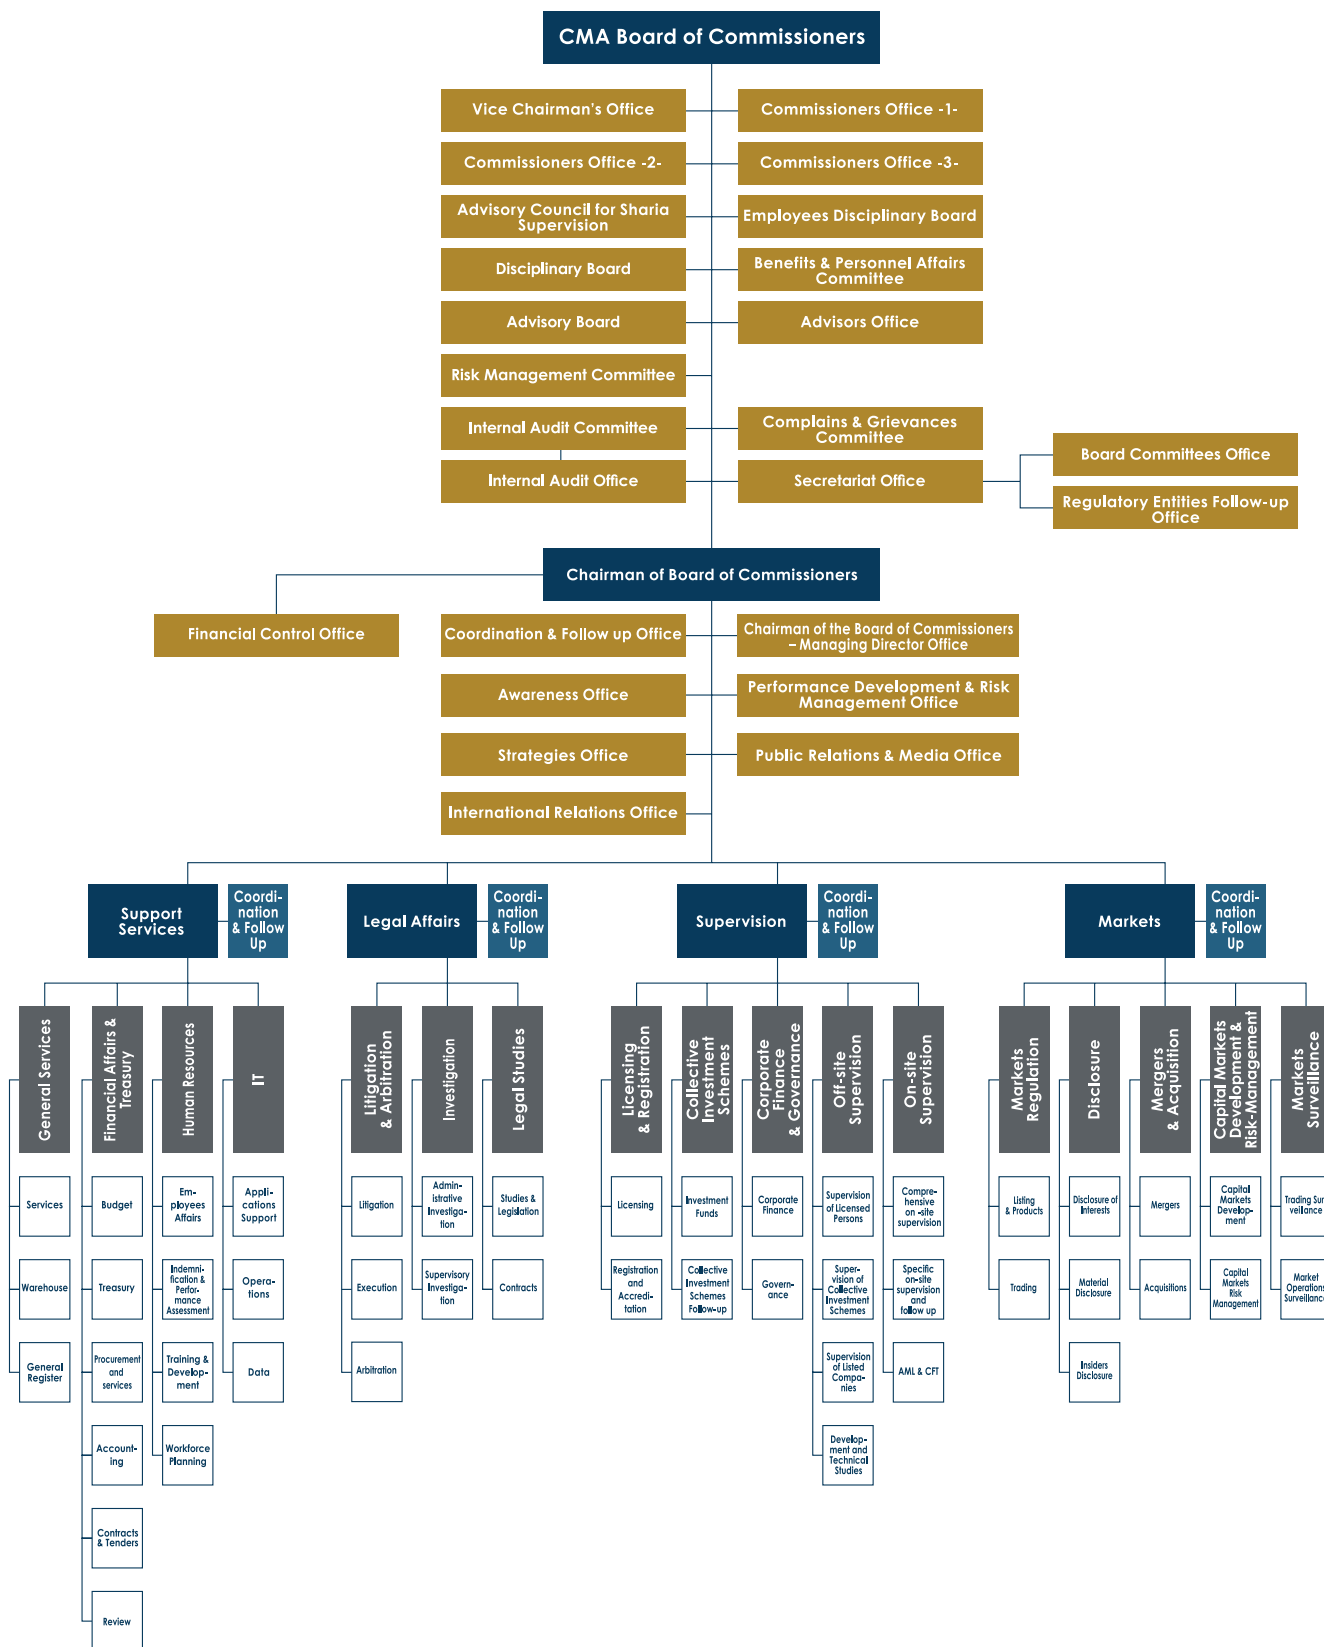 CMA Board of Commissioners
Vice Chairman's Office
Commissioners Office -1-
Commissioners Office -2-
Commissioners Office -3-
Advisory Council for Sharia
Supervision
Employees Disciplinary Board
Disciplinary Board
Benefits & Personnel Affairs
Committee
Advisory Board
Advisors Office
Risk Management Committee
Internal Audit Committee
Complains & Grievances
Committee
Internal Audit Office
Secretariat Office
Board Committees Office
Regulatory Entities Follow-up
Office
Chairman of Board of Commissioners
Financial Control Office
Coordination & Follow up Office
Chairman of the Board of Commissioners
– Managing Director Office
Awareness Office
Performance Development & Risk
Management Office
Strategies Office
Public Relations & Media Office
International Relations Office
Support
Services
Coordi-
nation
& Follow
Up
Legal Affairs
Coordi-
nation
& Follow
Up
Supervision
Coordi-
nation
& Follow
Up
Markets
Coordi-
nation
& Follow
Up
General Services
Financial Affairs &
Treasury
Human Resources
IT
Litigation
& Arbitration
Investigation
Legal Studies
Licensing
& Registration
Collective
Investment
Schemes
Corporate
Finance
& Governance
Off-site
Supervision
On-site
Supervision
Markets
Regulation
Disclosure
Mergers
& Acquisition
Capital Markets
Development &
Risk-Management
Markets
Surveillance
Services
Budget
Em-
ployees
Affairs
Appli-
cations
Support
Litigation
Admin-
istrative
Investiga-
tion
Studies &
Legislation
Licensing
Investment
Funds
Corporate
Finance
Supervision
of Licensed
Persons
Compre-
hensive
on -site
supervision
Listing
& Products
Disclosure of
Interests
Mergers
Capital
Markets
Develop-
ment
Trading Sur-
veilance
Warehouse
Treasury
Indemni-
fication &
Perfor-
mance
Assessment
Opera-
tions
Execution
Supervisory
Investiga-
tion
Contracts
Registration
and
Accredi-
tation
Collective
Investment
Schemes
Follow-up
Govern-
ance
Super-
vision of
Collective
Investment
Schemes
Specific
on-site
supervision
and
follow up
Trading
Material
Disclosure
Acquisitions
Capital
Markets
Risk
Management
Market
Operations
Surveillance
General
Register
Procurement
and
services
Training &
Develop-
ment
Data
Arbitration
Supervision
of Listed
Compa-
nies
AML & CFT
Insiders
Disclosure
Account-
ing
Workforce
Planning
Develop-
ment and
Technical
Studies
Contracts
& Tenders
Review